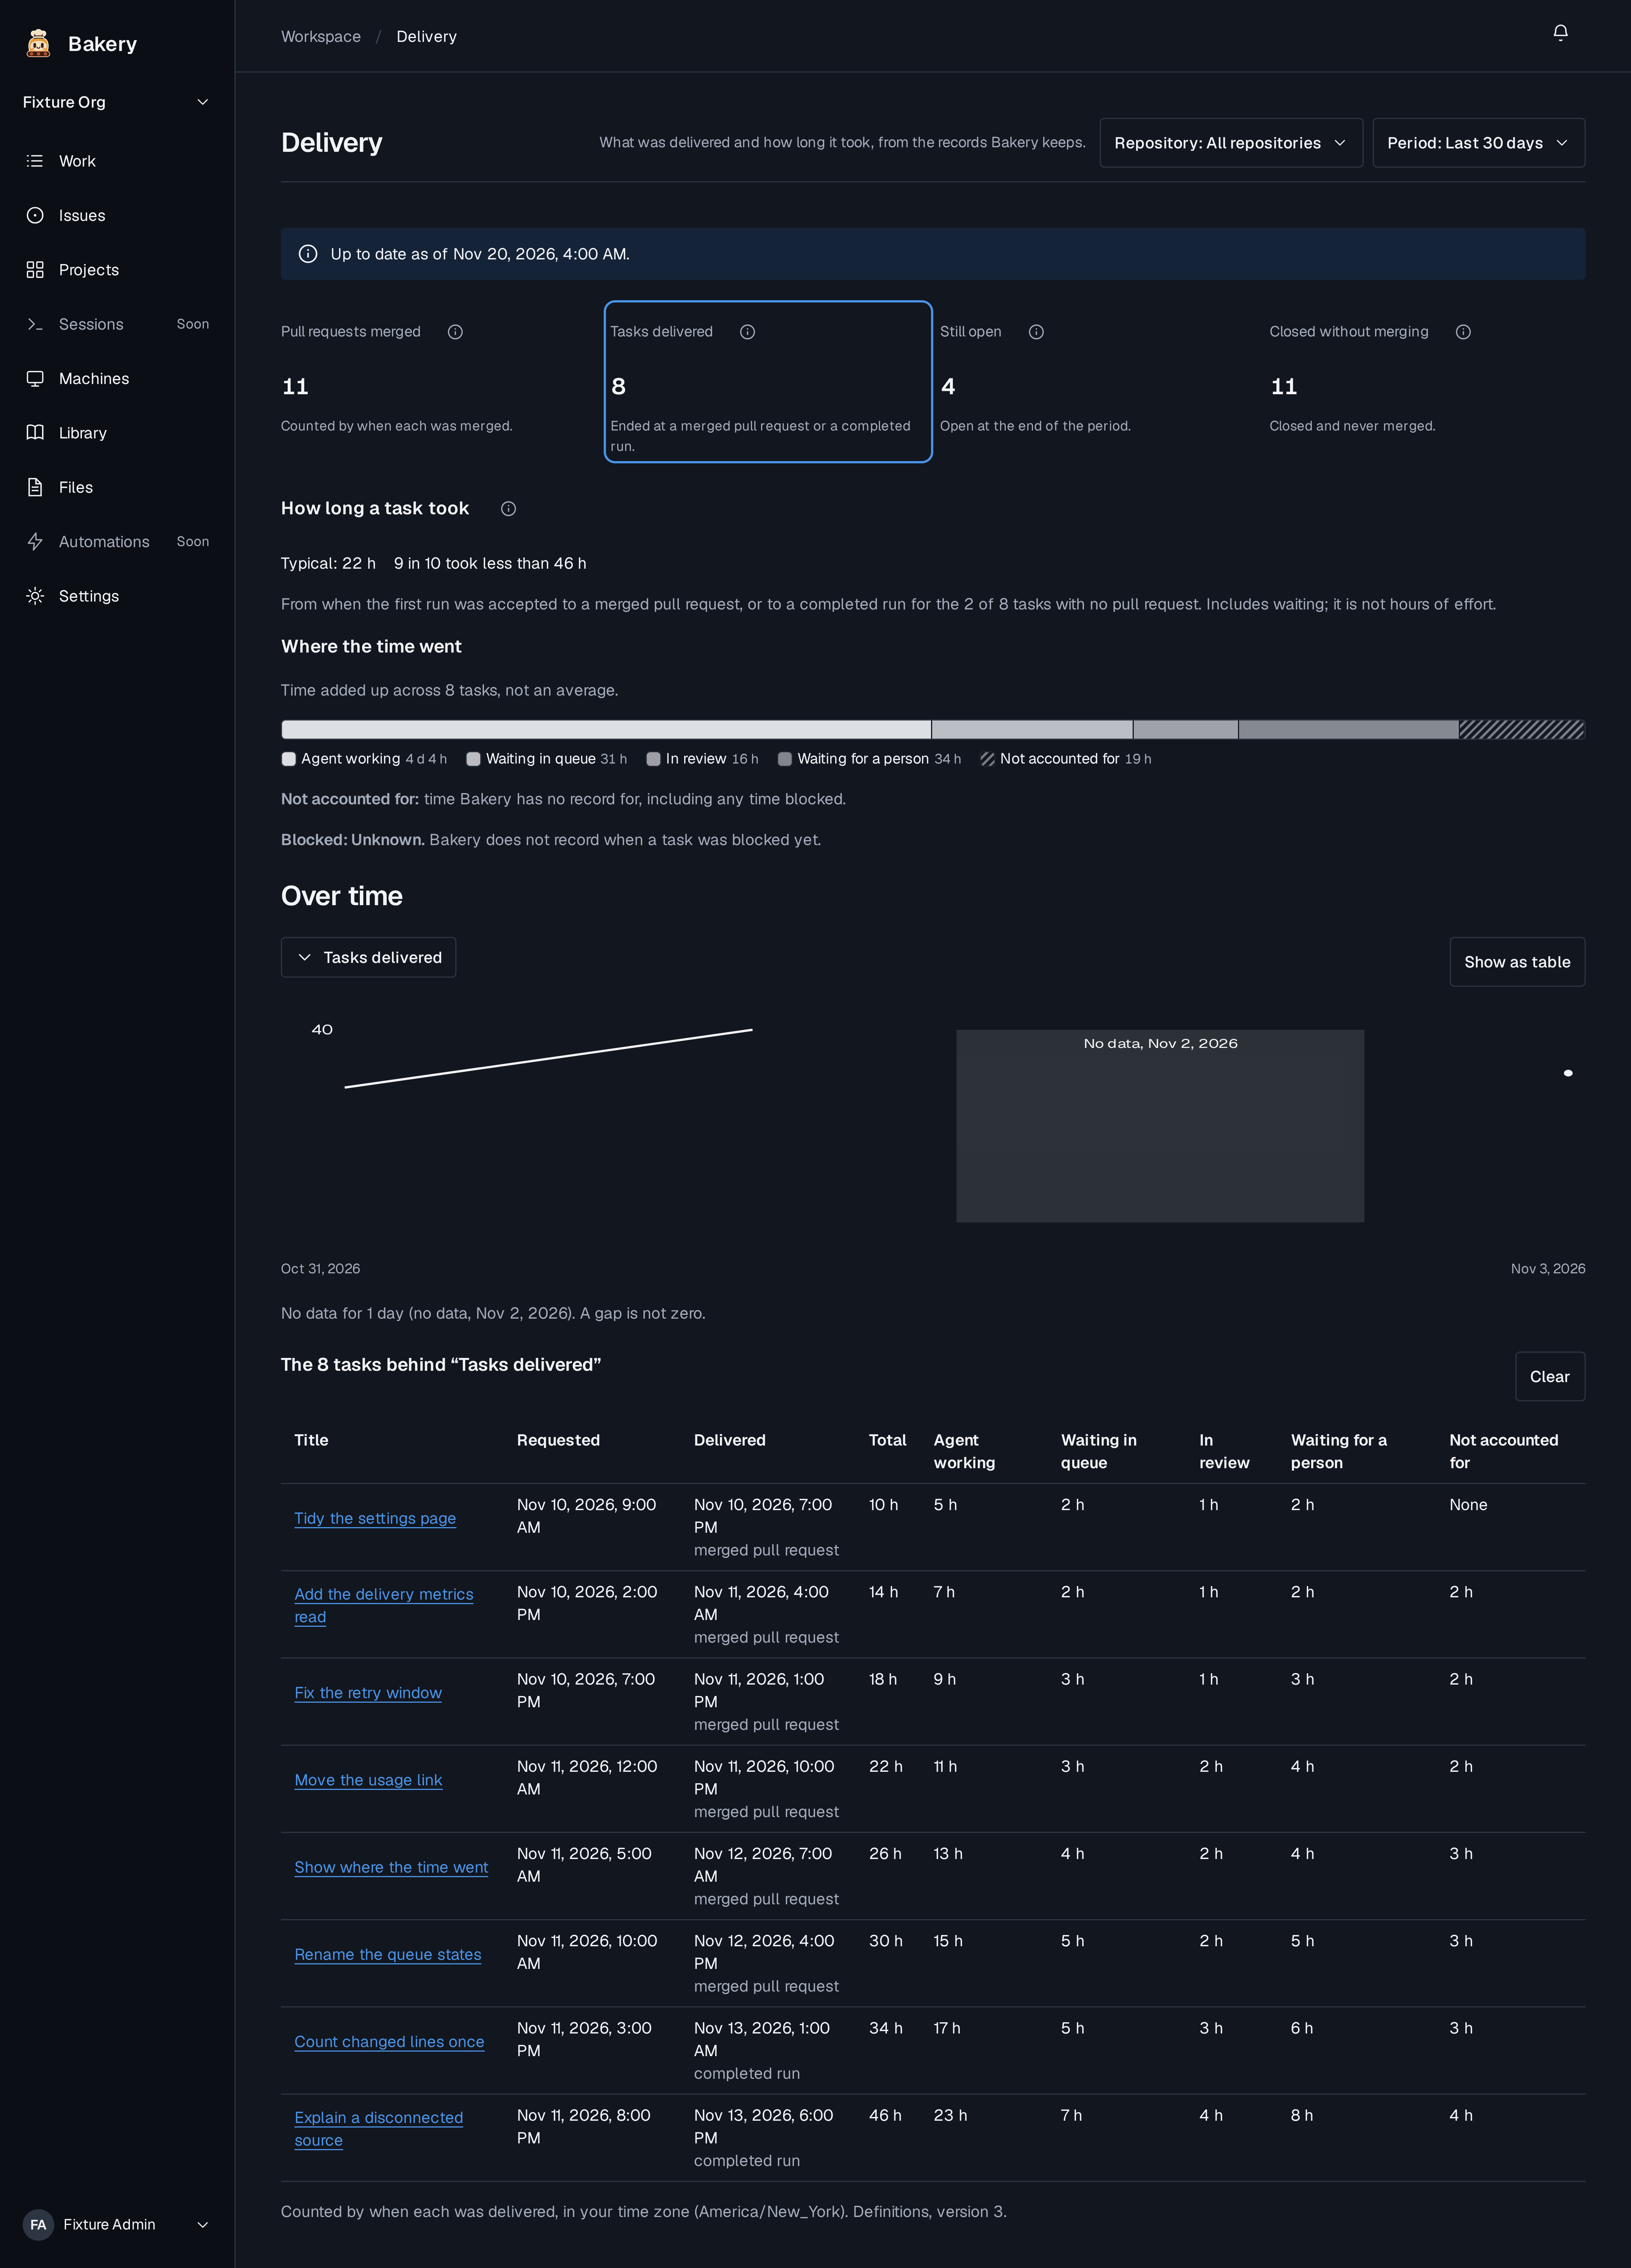 Bakery
Fixture Org
Work
Issues
Projects
Sessions Soon
Machines
Library
Files
Automations Soon
Settings
FA Fixture Admin
Workspace / Delivery
Delivery
What was delivered and how long it took, from the records Bakery keeps.
Repository: All repositories
Period: Last 30 days
Up to date as of Nov 20, 2026, 4:00 AM.
Pull requests merged
11
Counted by when each was merged.
Tasks delivered
8
Ended at a merged pull request or a completed
run.
Still open
4
Open at the end of the period.
Closed without merging
11
Closed and never merged.
How long a task took
Typical: 22 h 9 in 10 took less than 46 h
From when the first run was accepted to a merged pull request, or to a completed run for the 2 of 8 tasks with no pull request. Includes waiting; it is not hours of effort.
Where the time went
Time added up across 8 tasks, not an average.
Agent working 4 d 4 h Waiting in queue 31 h In review 16 h Waiting for a person 34 h Not accounted for 19 h
Not accounted for: time Bakery has no record for, including any time blocked.
Blocked: Unknown. Bakery does not record when a task was blocked yet.
Over time
Tasks delivered
Show as table
40
No data, Nov 2, 2026
Oct 31, 2026 Nov 3, 2026
No data for 1 day (no data, Nov 2, 2026). A gap is not zero.
The 8 tasks behind “Tasks delivered”
Clear
Title Requested Delivered Total Agent Waiting in In Waiting for a Not accounted
working queue review person for
Tidy the settings page Nov 10, 2026, 9:00 Nov 10, 2026, 7:00 10 h 5 h 2 h 1 h 2 h None
AM PM
merged pull request
Add the delivery metrics Nov 10, 2026, 2:00 Nov 11, 2026, 4:00 14 h 7 h 2 h 1 h 2 h 2 h
read PM AM
merged pull request
Fix the retry window Nov 10, 2026, 7:00 Nov 11, 2026, 1:00 18 h 9 h 3 h 1 h 3 h 2 h
PM PM
merged pull request
Move the usage link Nov 11, 2026, 12:00 Nov 11, 2026, 10:00 22 h 11 h 3 h 2 h 4 h 2 h
AM PM
merged pull request
Show where the time went Nov 11, 2026, 5:00 Nov 12, 2026, 7:00 26 h 13 h 4 h 2 h 4 h 3 h
AM AM
merged pull request
Rename the queue states Nov 11, 2026, 10:00 Nov 12, 2026, 4:00 30 h 15 h 5 h 2 h 5 h 3 h
AM PM
merged pull request
Count changed lines once Nov 11, 2026, 3:00 Nov 13, 2026, 1:00 34 h 17 h 5 h 3 h 6 h 3 h
PM AM
completed run
Explain a disconnected Nov 11, 2026, 8:00 Nov 13, 2026, 6:00 46 h 23 h 7 h 4 h 8 h 4 h
source PM PM
completed run
Counted by when each was delivered, in your time zone (America/New_York). Definitions, version 3.